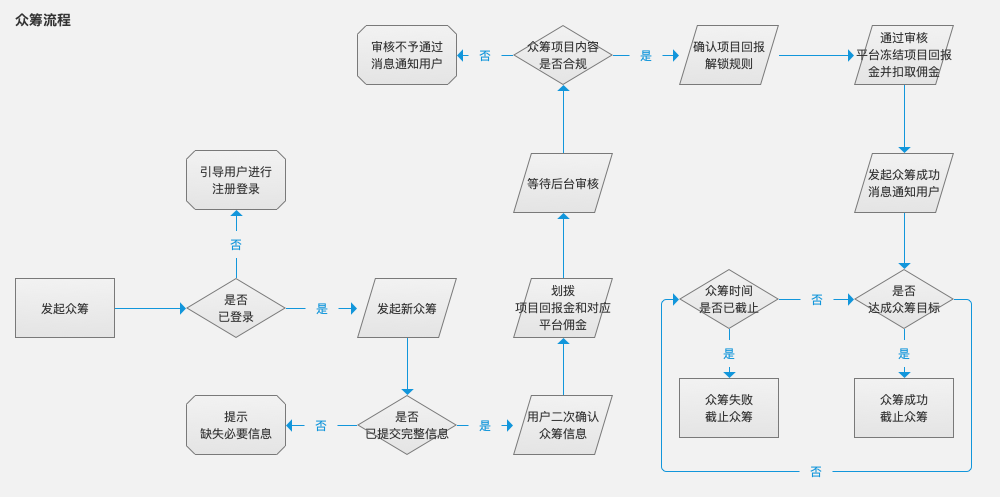 众筹流程
发起众筹
是否
已登录
否
引导用户进行
注册登录
是
发起新众筹
是否
已提交完整信息
否
提示
缺失必要信息
是
用户二次确认
众筹信息
划拨
项目回报金和对应
平台佣金
等待后台审核
众筹项目内容
是否合规
否
审核不予通过
消息通知用户
是
确认项目回报
解锁规则
通过审核
平台冻结项目回报
金并扣取佣金
发起众筹成功
消息通知用户
是否
达成众筹目标
是
众筹成功
截止众筹
否
众筹时间
是否已截止
是
众筹失败
截止众筹
否